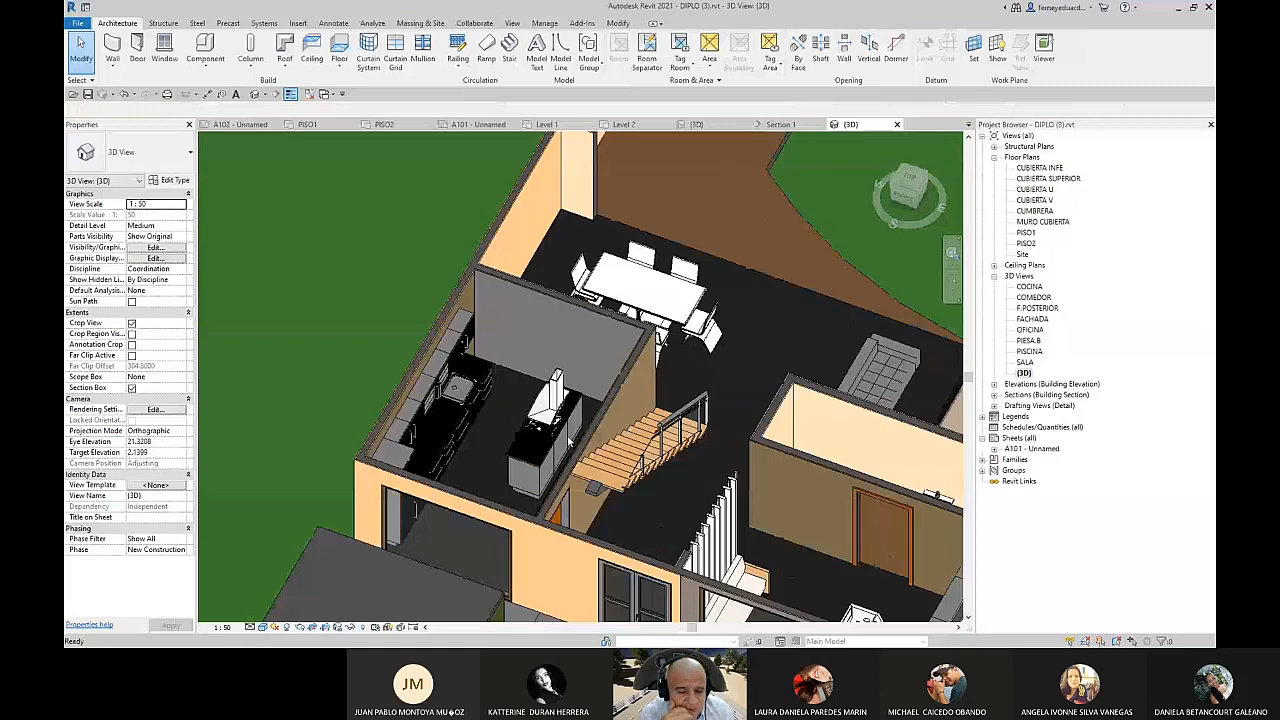 Autodesk Revit 2021 - DIPLO (3).rvt - 3D View: {3D}
ferneyeduard...
File Architecture Structure Steel Precast Systems Insert Annotate Analyze Massing & Site Collaborate View Manage Add-Ins Modify
Modify Wall Door Window Component Column Roof Ceiling Floor Curtain System Curtain Grid Mullion Railing Ramp Stair Model Text Model Line Model Group Room Room Separator Tag Room Area Area Boundary Tag Area By Face Shaft Wall Vertical Dormer Level Grid Set Show Ref Plane Viewer
Select Build Circulation Model Room & Area Opening Datum Work Plane
Properties
A102 - Unnamed PISO1 PISO2 A101 - Unnamed Level 1 Level 2 {3D} Section 1 {3D}
Project Browser - DIPLO (3).rvt
3D View
3D View: {3D} Edit Type
Graphics
View Scale 1 : 50
Scale Value 1: 50
Detail Level Medium
Parts Visibility Show Original
Visibility/Graphi... Edit...
Graphic Display... Edit...
Discipline Coordination
Show Hidden Li... By Discipline
Default Analysis... None
Sun Path
Extents
Crop View
Crop Region Vis...
Annotation Crop
Far Clip Active
Far Clip Offset 304.8000
Scope Box None
Section Box
Camera
Rendering Setti... Edit...
Locked Orientat...
Projection Mode Orthographic
Eye Elevation 21.3208
Target Elevation 2.1399
Camera Position Adjusting
Identity Data
View Template <None>
View Name {3D}
Dependency Independent
Title on Sheet
Phasing
Phase Filter Show All
Phase New Construction
Properties help Apply
TOP
S
E
Views (all)
Structural Plans
Floor Plans
CUBIERTA INFE
CUBIERTA SUPERIOR
CUBIERTA U
CUBIERTA V
CUMBRERA
MURO CUBIERTA
PISO1
PISO2
Site
Ceiling Plans
3D Views
COCINA
COMEDOR
F.POSTERIOR
FACHADA
OFICINA
PIESA.B
PISCINA
SALA
{3D}
Elevations (Building Elevation)
Sections (Building Section)
Drafting Views (Detail)
Legends
Schedules/Quantities (all)
Sheets (all)
A101 - Unnamed
Families
Groups
Revit Links
1 : 50
Ready
:0 Main Model :0
JM
JUAN PABLO MONTOYA MU�OZ KATTERINE DURAN HERRERA LAURA DANIELA PAREDES MARIN MICHAEL CAICEDO OBANDO ANGELA IVONNE SILVA VANEGAS DANIELA BETANCOURT GALEANO